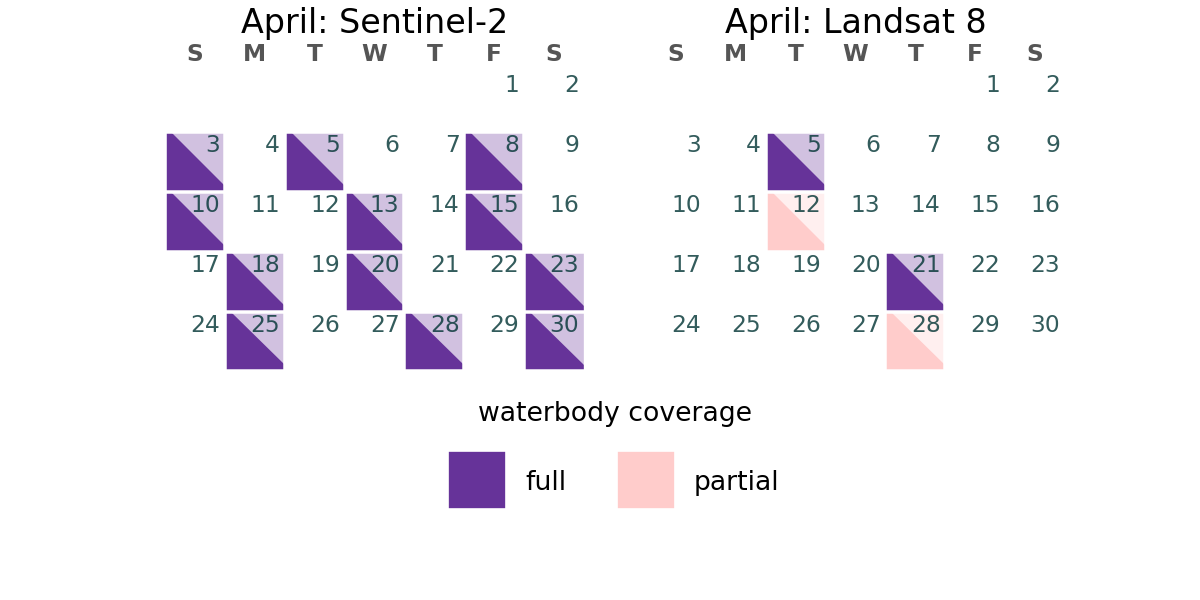 April: Sentinel-2
S M T W T F S
1 2
3 4 5 6 7 8 9
10 11 12 13 14 15 16
17 18 19 20 21 22 23
24 25 26 27 28 29 30
April: Landsat 8
S M T W T F S
1 2
3 4 5 6 7 8 9
10 11 12 13 14 15 16
17 18 19 20 21 22 23
24 25 26 27 28 29 30
waterbody coverage
full
partial